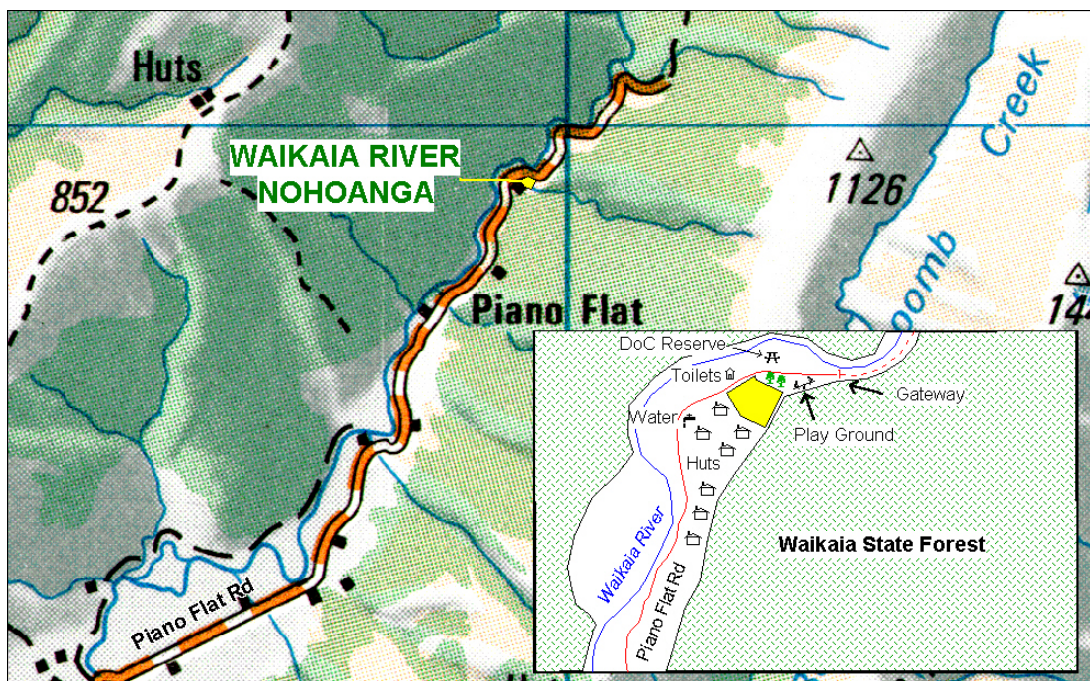 Huts
WAIKAIA RIVER
NOHOANGA
852
1126
Creek
Piano Flat
DoC Reserve
Toilets
Gateway
Water
Play Ground
Huts
Waikaia River
Waikaia State Forest
Piano Flat Rd
Piano Flat Rd